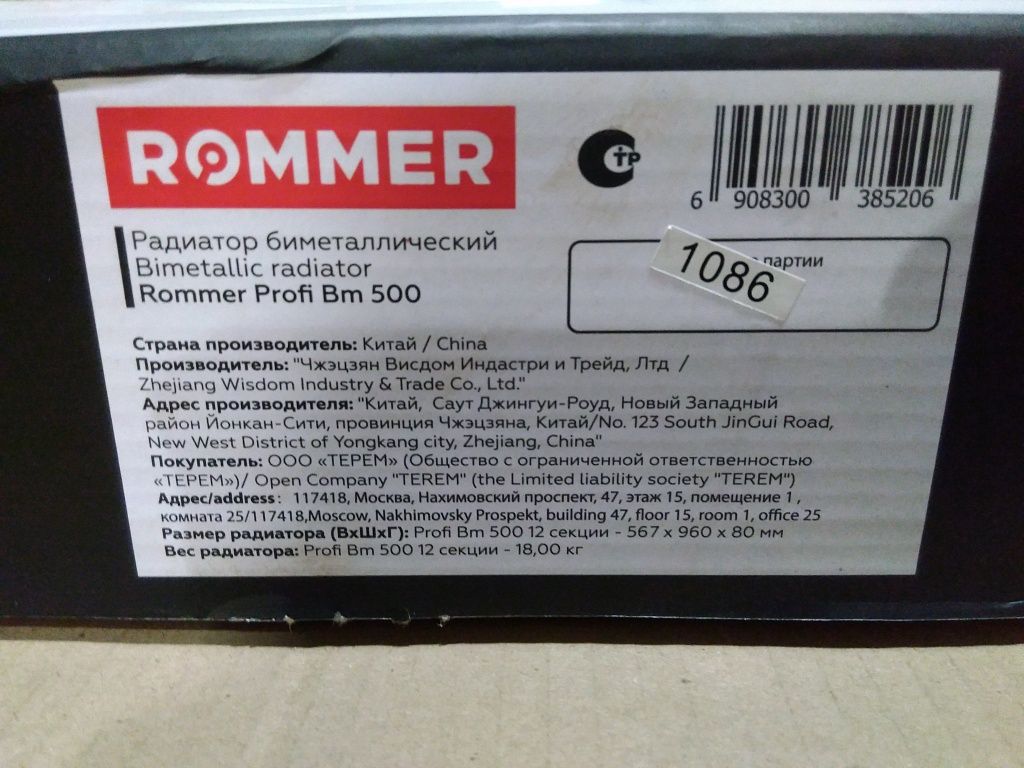 ROMMER
СТР
6 908300 385206
Радиатор биметаллический
Bimetallic radiator
Rommer Profi Bm 500
партии
1086
Страна производитель: Китай / China
Производитель: "Чжэцзян Висдом Индастри и Трейд, Лтд /
Zhejiang Wisdom Industry & Trade Co., Ltd."
Адрес производителя: "Китай, Саут Джингуи-Роуд, Новый Западный
район Йонкан-Сити, провинция Чжэцзяна, Китай/No. 123 South JinGui Road,
New West District of Yongkang city, Zhejiang, China"
Покупатель: ООО «ТЕРЕМ» (Общество с ограниченной ответственностью
«ТЕРЕМ»)/ Open Company "TEREM" (the Limited liability society "TEREM")
Адрес/address: 117418, Москва, Нахимовский проспект, 47, этаж 15, помещение 1 ,
комната 25/117418,Moscow, Nakhimovsky Prospekt, building 47, floor 15, room 1, office 25
Размер радиатора (ВхШхГ): Profi Bm 500 12 секции - 567 x 960 x 80 мм
Вес радиатора: Profi Bm 500 12 секции - 18,00 кг